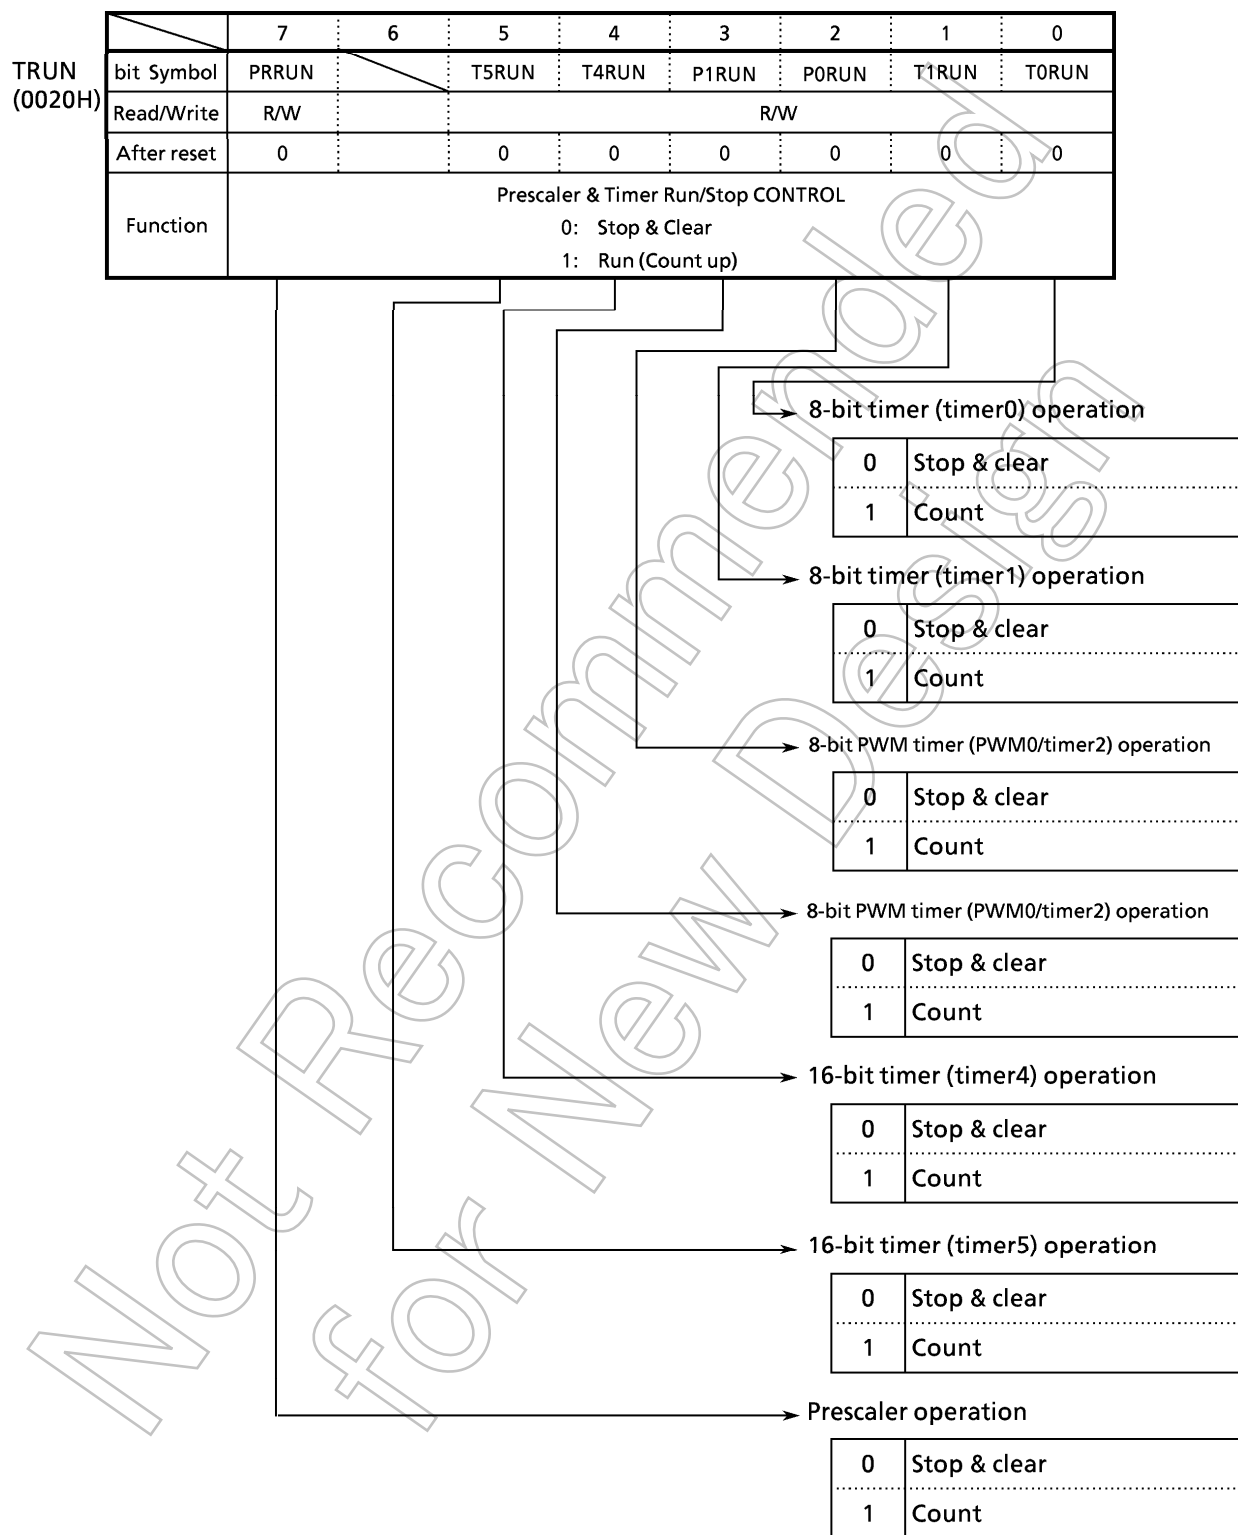 7 6 5 4 3 2 1 0
TRUN
(0020H)
bit Symbol PRRUN T5RUN T4RUN P1RUN P0RUN T1RUN T0RUN
Read/Write R/W R/W
After reset 0 0 0 0 0 0 0
Function
Prescaler & Timer Run/Stop CONTROL
0: Stop & Clear
1: Run (Count up)
8-bit timer (timer0) operation
0 Stop & clear
1 Count
8-bit timer (timer1) operation
0 Stop & clear
1 Count
8-bit PWM timer (PWM0/timer2) operation
0 Stop & clear
1 Count
8-bit PWM timer (PWM0/timer2) operation
0 Stop & clear
1 Count
16-bit timer (timer4) operation
0 Stop & clear
1 Count
16-bit timer (timer5) operation
0 Stop & clear
1 Count
Prescaler operation
0 Stop & clear
1 Count
Not Recommended
for New Design